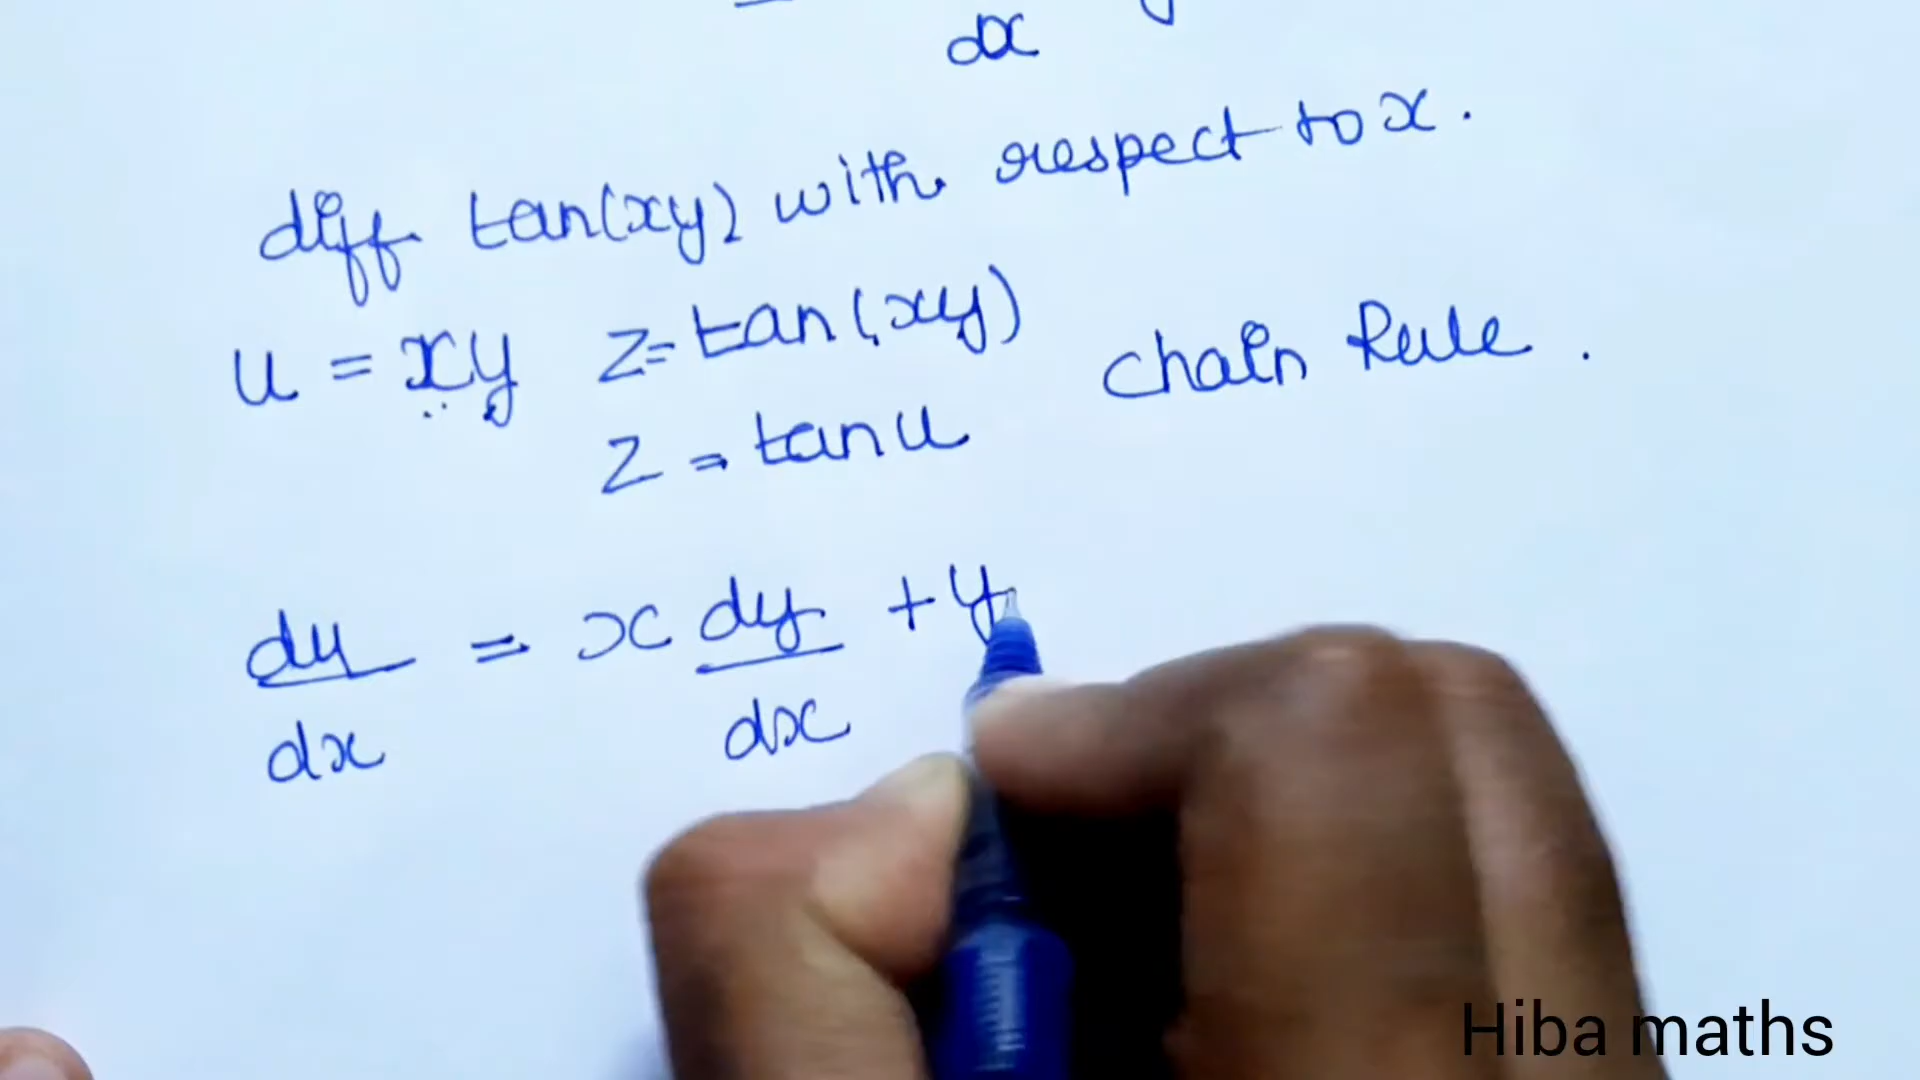 dx
diff tan(xy) with respect to x.
u = xy z = tan(xy) Chain Rule.
z = tan u
du/dx = x dy/dx + y
Hiba maths